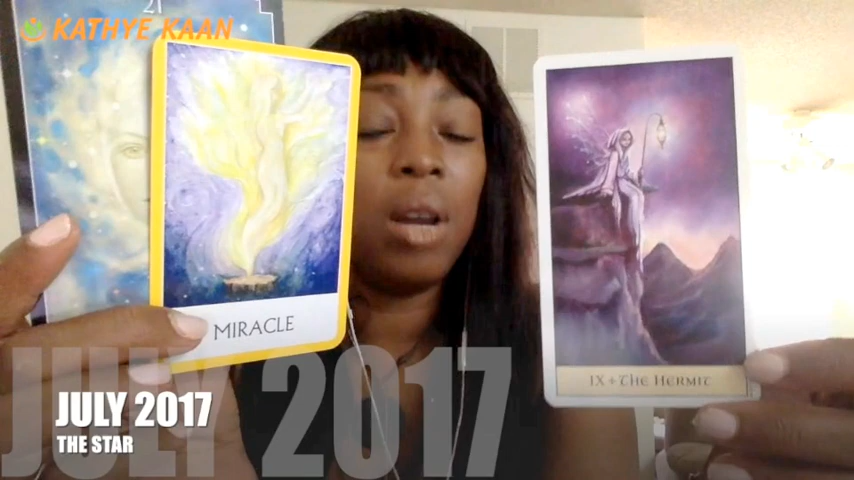 21
KATHYE KAAN
MIRACLE
IX + THE HERMIT
JULY 2017
JULY 2017
THE STAR